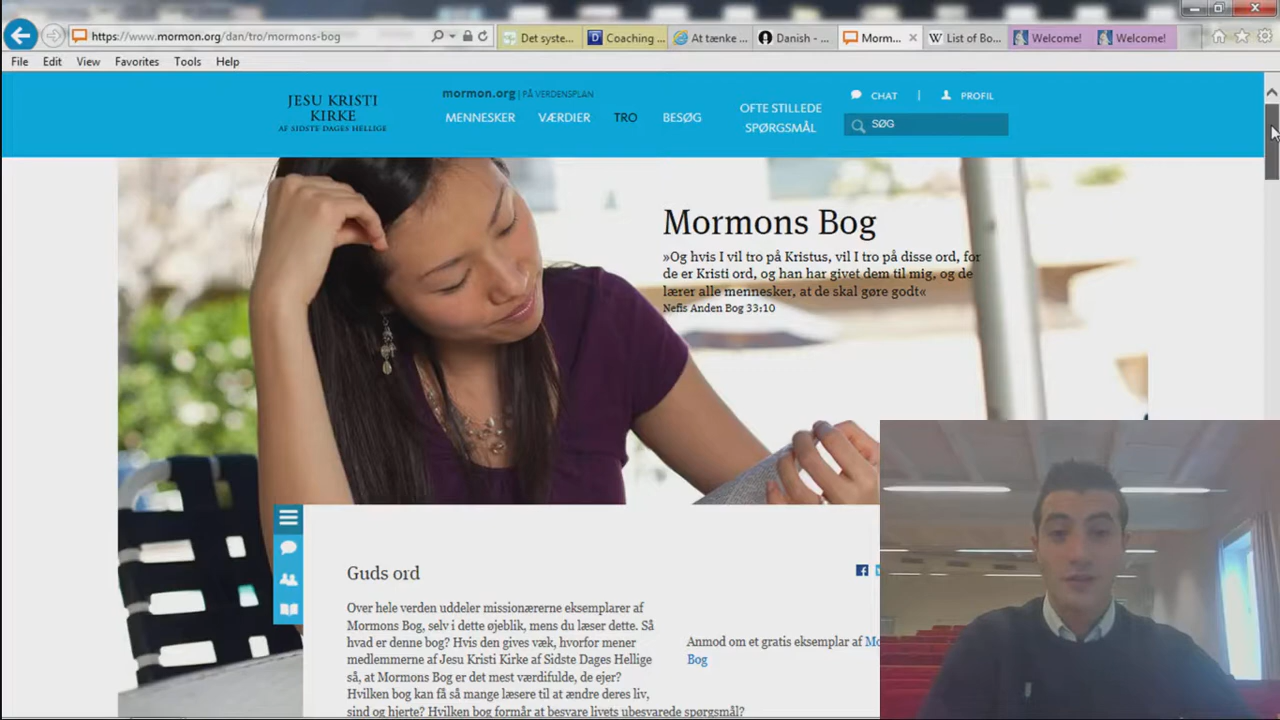 https://www.mormon.org/dan/tro/mormons-bog
Det syste...
Coaching ...
At tænke ...
Danish - ...
Morm...
List of Bo...
Welcome!
Welcome!
File Edit View Favorites Tools Help
JESU KRISTI
KIRKE
AF SIDSTE DAGES HELLIGE
mormon.org | PÅ VERDENSPLAN
MENNESKER VÆRDIER TRO BESØG
OFTE STILLEDE
SPØRGSMÅL
CHAT | PROFIL
SØG
Mormons Bog
»Og hvis I vil tro på Kristus, vil I tro på disse ord, for
de er Kristi ord, og han har givet dem til mig, og de
lærer alle mennesker, at de skal gøre godt«
Nefis Anden Bog 33:10
Guds ord
Over hele verden uddeler missionærerne eksemplarer af
Mormons Bog, selv i dette øjeblik, mens du læser dette. Så
hvad er denne bog? Hvis den gives væk, hvorfor mener
medlemmerne af Jesu Kristi Kirke af Sidste Dages Hellige
så, at Mormons Bog er det mest værdifulde, de ejer?
Hvilken bog kan få så mange læsere til at ændre deres liv,
sind og hjerte? Hvilken bog formår at besvare livets ubesvarede spørgsmål?
Anmod om et gratis eksemplar af Mo
Bog